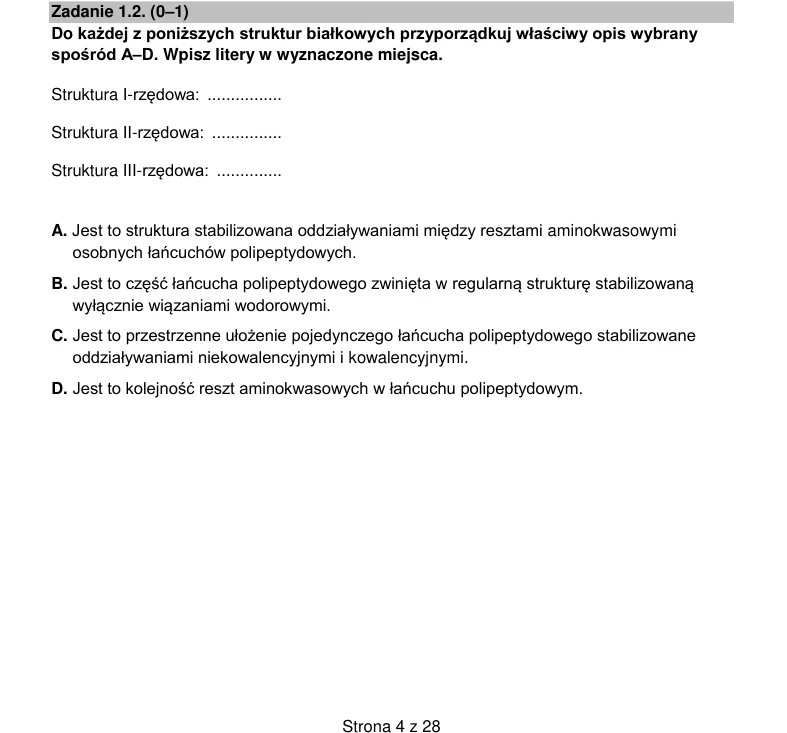 Zadanie 1.2. (0–1)
Do każdej z poniższych struktur białkowych przyporządkuj właściwy opis wybrany
spośród A–D. Wpisz litery w wyznaczone miejsca.
Struktura I-rzędowa: ................
Struktura II-rzędowa: ...............
Struktura III-rzędowa: ..............
A. Jest to struktura stabilizowana oddziaływaniami między resztami aminokwasowymi
osobnych łańcuchów polipeptydowych.
B. Jest to część łańcucha polipeptydowego zwinięta w regularną strukturę stabilizowaną
wyłącznie wiązaniami wodorowymi.
C. Jest to przestrzenne ułożenie pojedynczego łańcucha polipeptydowego stabilizowane
oddziaływaniami niekowalencyjnymi i kowalencyjnymi.
D. Jest to kolejność reszt aminokwasowych w łańcuchu polipeptydowym.
Strona 4 z 28